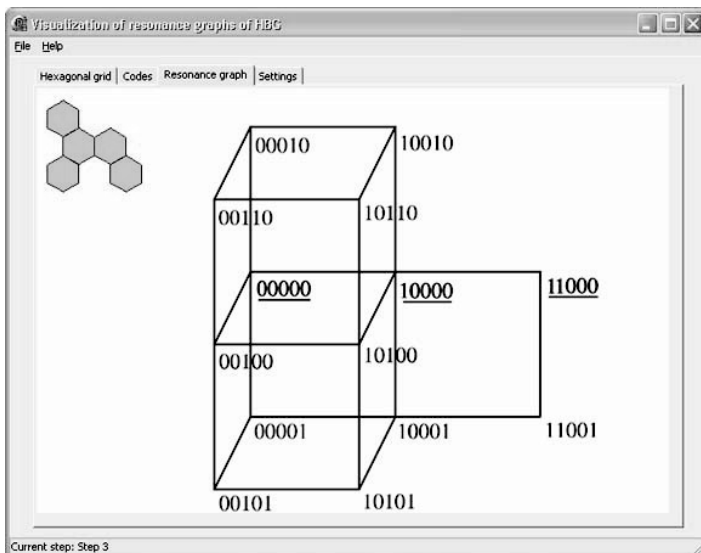 Visualization of resonance graphs of HBG
File Help
Hexagonal grid Codes Resonance graph Settings
00010 10010
00110 10110
00000 10000 11000
00100 10100
00001 10001 11001
00101 10101
Current step: Step 3